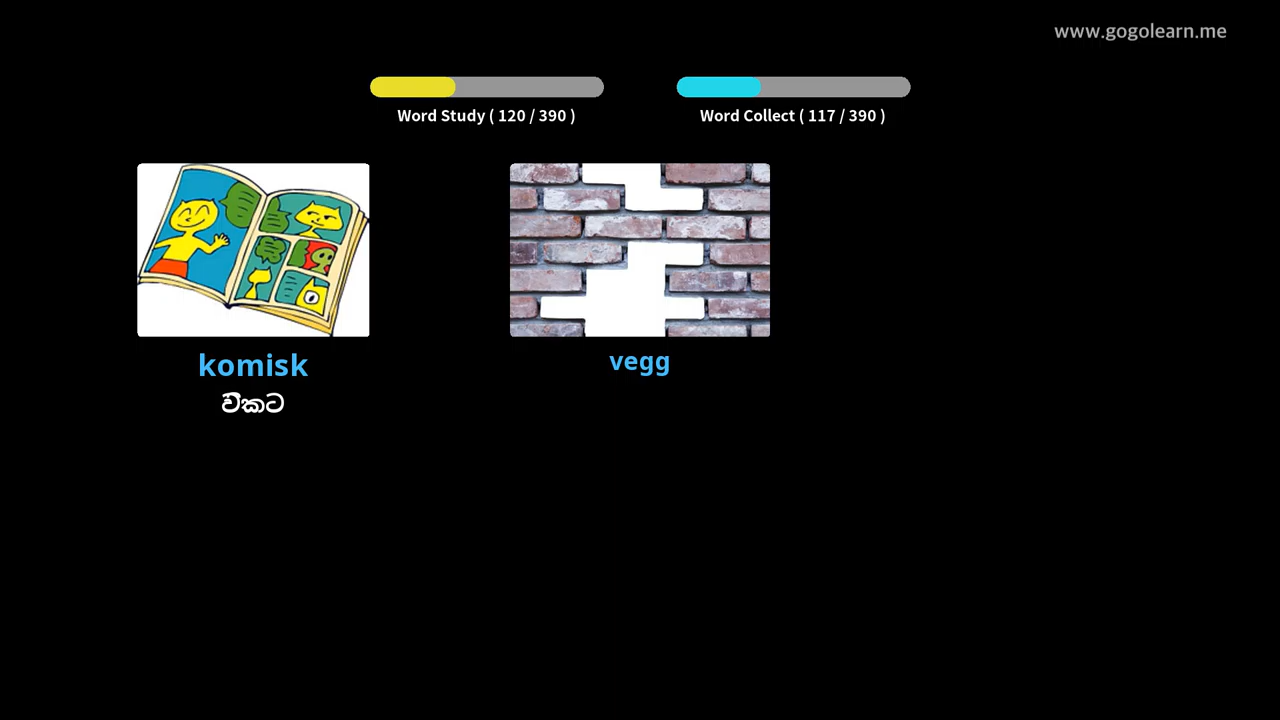 www.gogolearn.me
Word Study ( 120 / 390 )
Word Collect ( 117 / 390 )
komisk
විකට
vegg